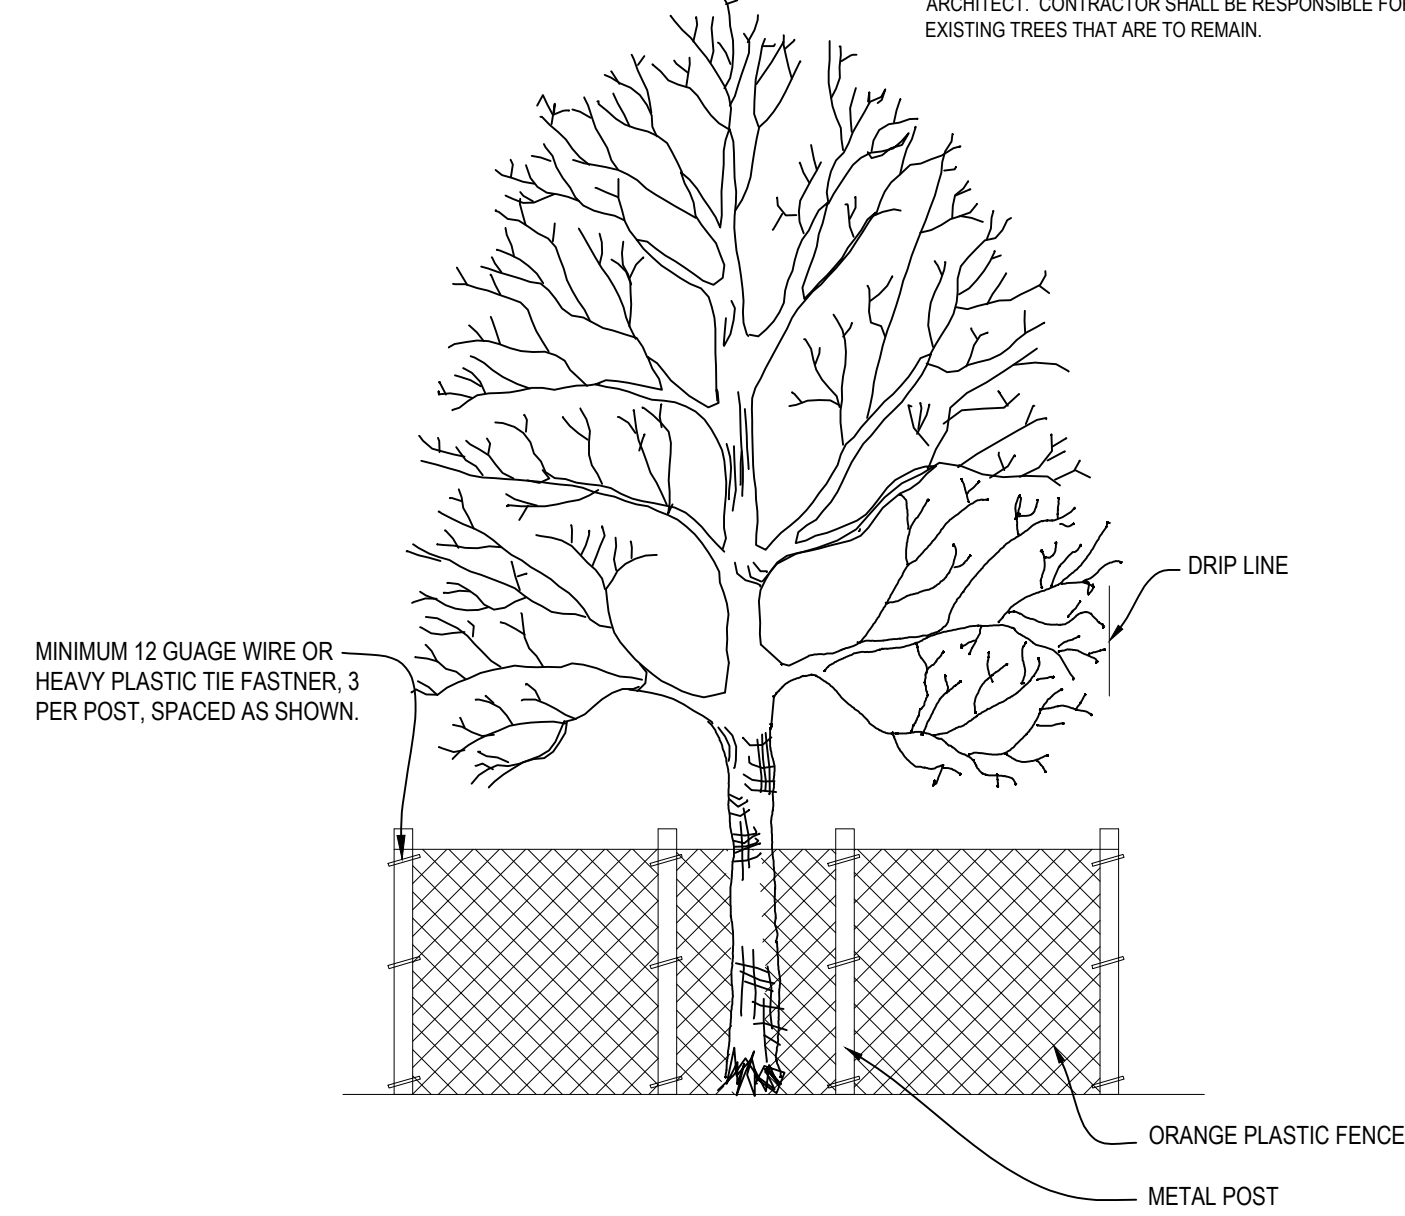 ARCHITECT. CONTRACTOR SHALL BE RESPONSIBLE FOR
EXISTING TREES THAT ARE TO REMAIN.
DRIP LINE
MINIMUM 12 GUAGE WIRE OR
HEAVY PLASTIC TIE FASTNER, 3
PER POST, SPACED AS SHOWN.
ORANGE PLASTIC FENCE
METAL POST